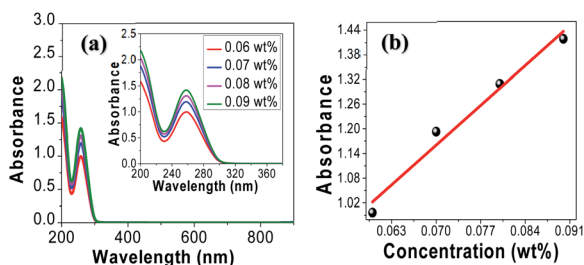 (a)
Absorbance
3.0
2.5
2.0
1.5
1.0
0.5
0.0
200 400 600 800
Wavelength (nm)
Absorbance
2.5
2.0
1.5
1.0
0.5
0.0
200 240 280 320 360
Wavelength (nm)
0.06 wt%
0.07 wt%
0.08 wt%
0.09 wt%
(b)
Absorbance
1.44
1.38
1.32
1.26
1.20
1.14
1.08
1.02
0.063 0.070 0.077 0.084 0.091
Concentration (wt%)